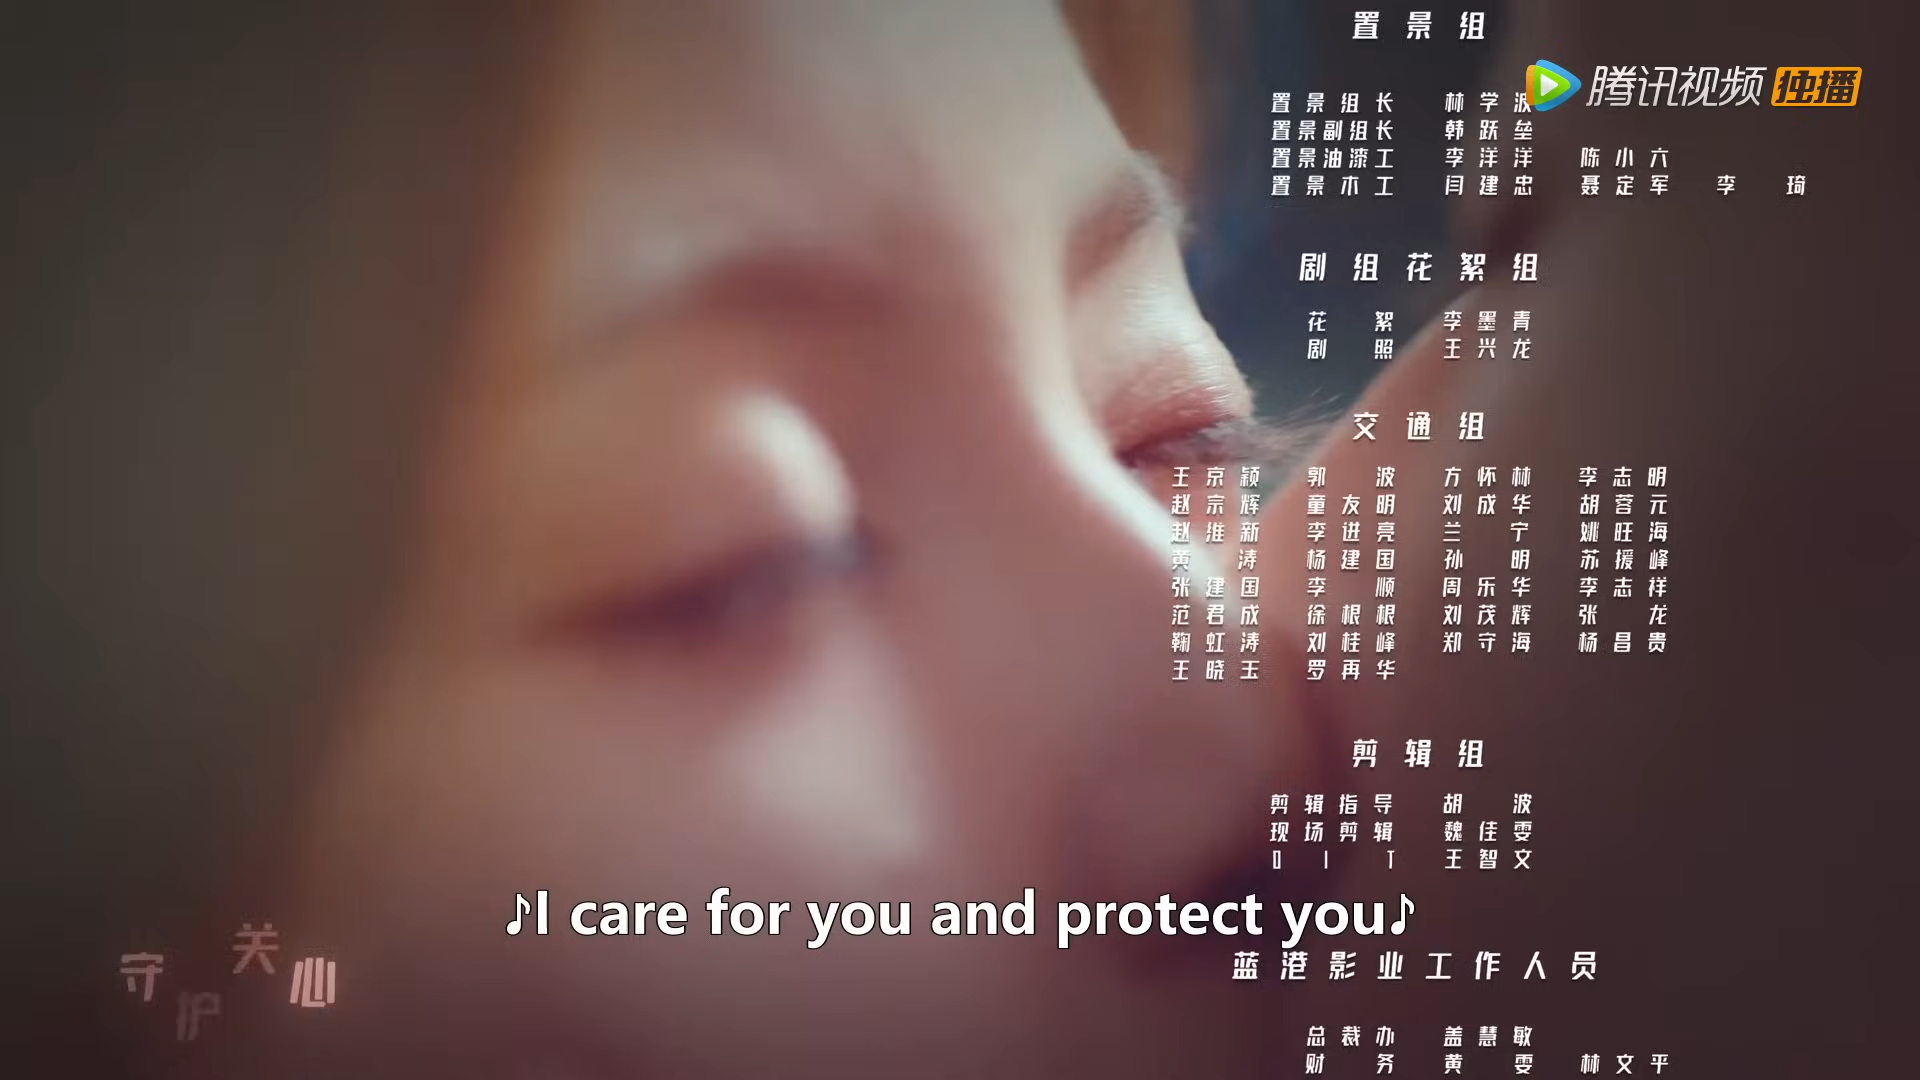 置景组
腾讯视频 独播
置景组长 林学波
置景副组长 韩跃垒
置景油漆工 李洋洋 陈小六
置景木工 闫建忠 聂定军 李琦
剧组花絮组
花絮 李墨青
剧照 王兴龙
交通组
王京颖 郭波 方怀林 李志明
赵宗辉 童友明 刘成华 胡蓉元
赵维新 李进亮 兰宁 姚旺海
黄涛 杨建国 孙明 苏援峰
张建国 李顺 周乐华 李志祥
范君成 徐根根 刘茂辉 张龙
鞠虹涛 刘桂峰 郑守海 杨昌贵
王晓玉 罗再华
剪辑组
剪辑指导 胡波
现场剪辑 魏佳雯
DIT 王智文
♪I care for you and protect you♪
守护关心
蓝港影业工作人员
总裁办 盖慧敏
财务 黄雯 林文平